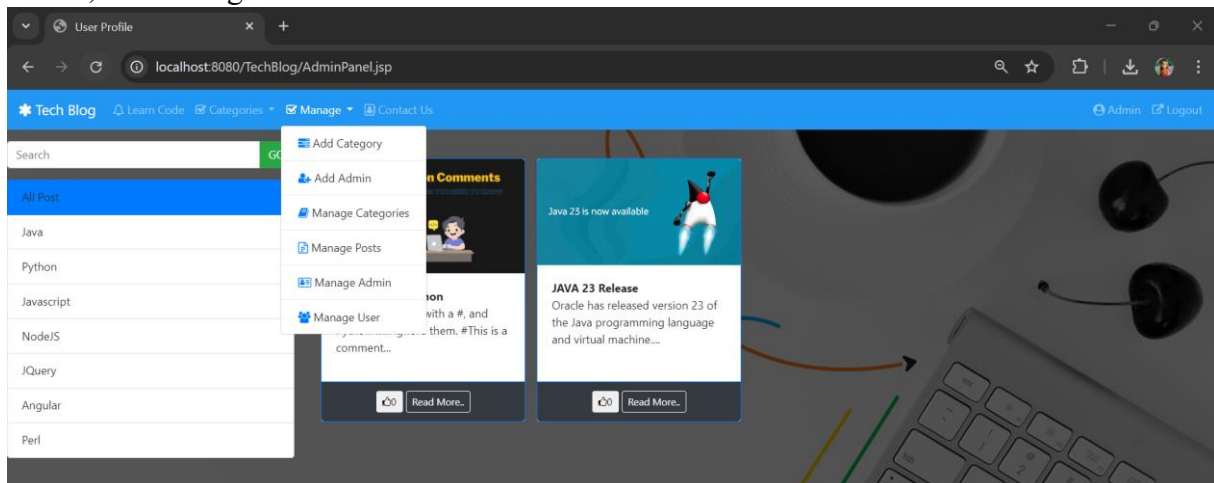 User Profile
localhost:8080/TechBlog/AdminPanel.jsp
Tech Blog Learn Code Categories Manage Contact Us Admin Logout
Search
All Post
Java
Python
Javascript
NodeJS
JQuery
Angular
Perl
Add Category
Add Admin
Manage Categories
Manage Posts
Manage Admin
Manage User
Comments
with a #, and
them. #This is a
comment...
0 Read More..
Java 23 is now available
JAVA 23 Release
Oracle has released version 23 of
the Java programming language
and virtual machine....
0 Read More..